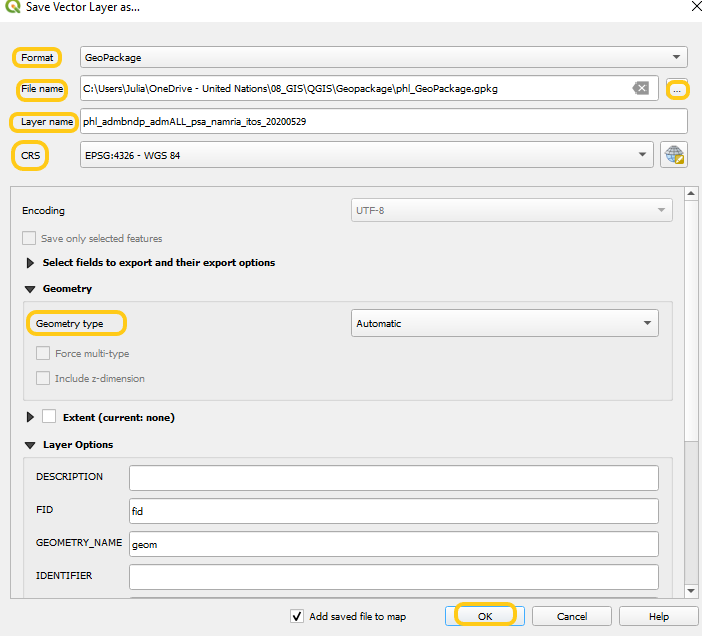 Save Vector Layer as...
Format GeoPackage
File name C:\Users\Julia\OneDrive - United Nations\08_GIS\QGIS\Geopackage\phl_GeoPackage.gpkg ...
Layer name phl_admbndp_admALL_psa_namria_itos_20200529
CRS EPSG:4326 - WGS 84
Encoding UTF-8
Save only selected features
Select fields to export and their export options
Geometry
Geometry type Automatic
Force multi-type
Include z-dimension
Extent (current: none)
Layer Options
DESCRIPTION
FID fid
GEOMETRY_NAME geom
IDENTIFIER
Add saved file to map OK Cancel Help